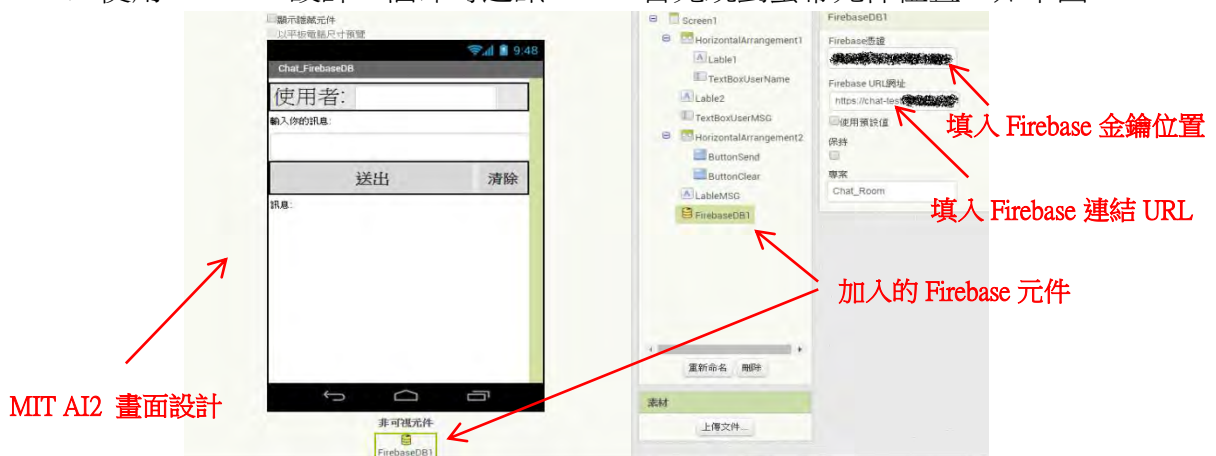 顯示隱藏元件
以平板電腦尺寸預覽
9:48
Chat_FirebaseDB
使用者:
輸入你的訊息:
送出
清除
訊息:
非可視元件
FirebaseDB1
MIT AI2 畫面設計
Screen1
HorizontalArrangement1
Lable1
TextBoxUserName
Lable2
TextBoxUserMSG
HorizontalArrangement2
ButtonSend
ButtonClear
LableMSG
FirebaseDB1
重新命名 刪除
素材
上傳文件...
FirebaseDB1
Firebase憑證
Firebase URL網址
https://chat-test
使用預設值
保持
專案
Chat_Room
填入 Firebase 金鑰位置
填入 Firebase 連結 URL
加入的 Firebase 元件